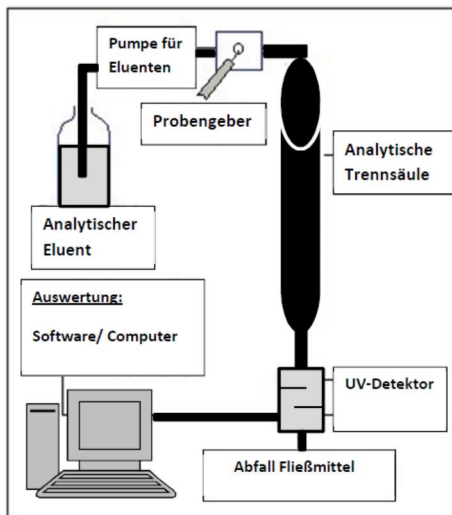 Pumpe für
Eluenten
Probengeber
Analytische
Trennsäule
Analytischer
Eluent
Auswertung:
Software/ Computer
UV-Detektor
Abfall Fließmittel